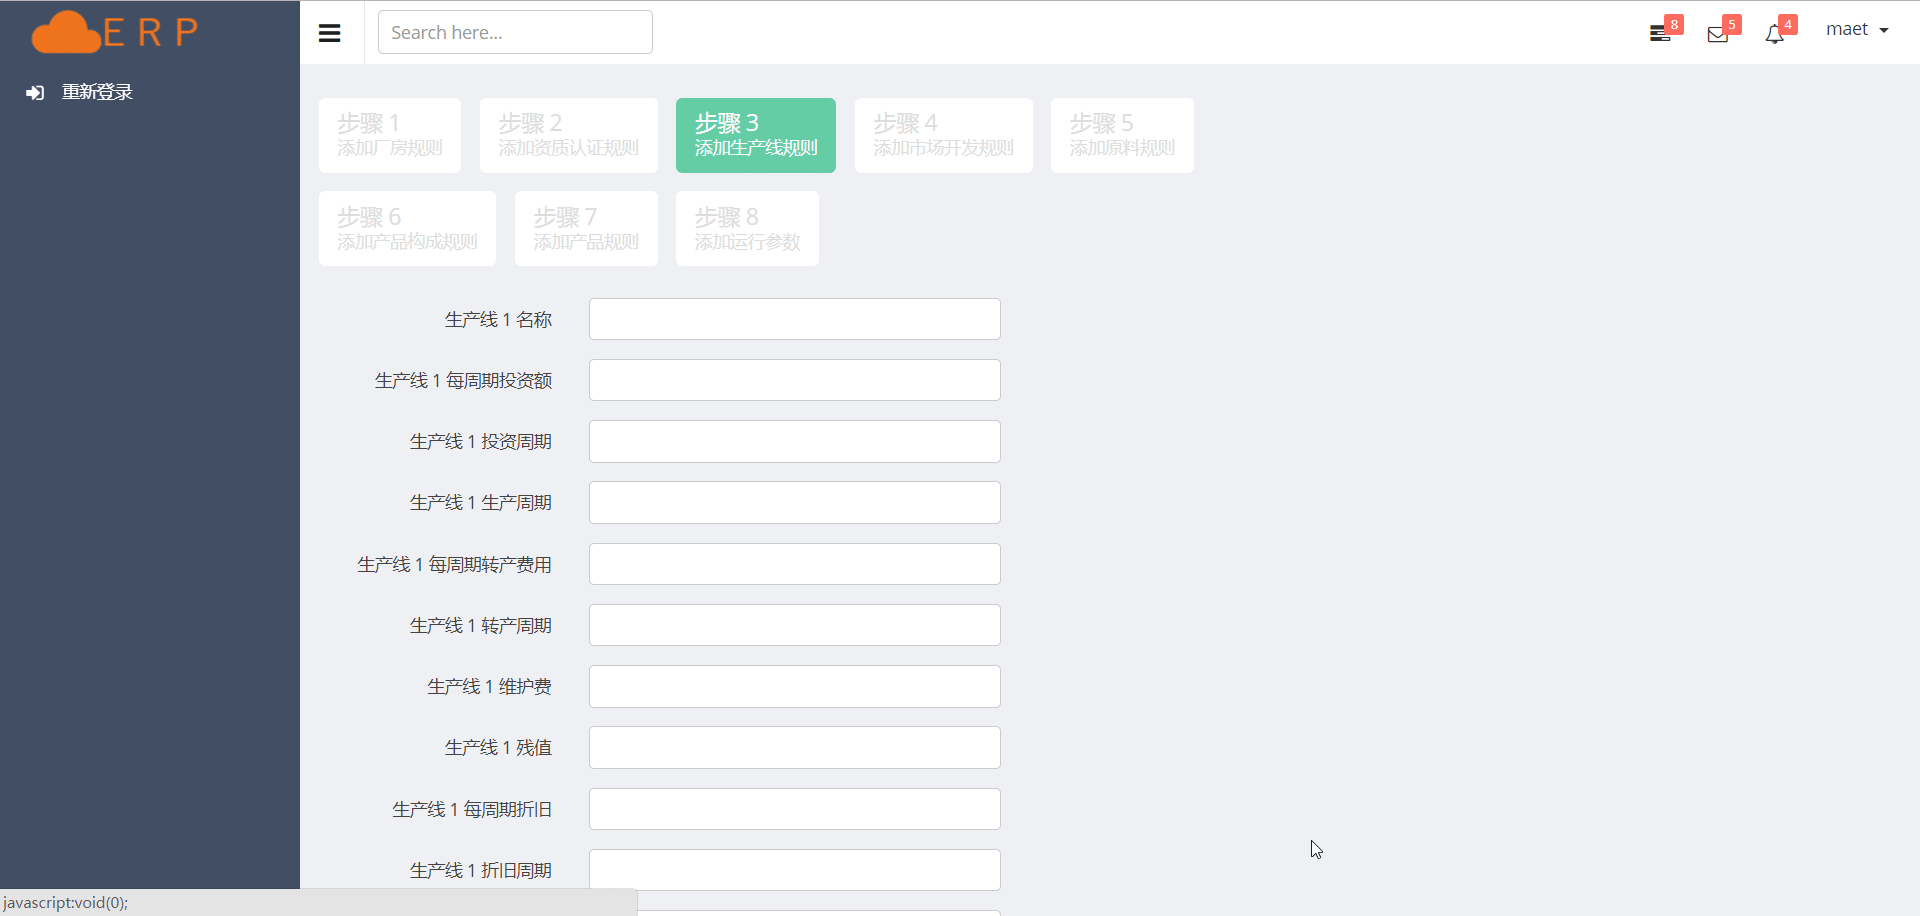 ERP
Search here...
8
5
4
maet
重新登录
步骤 1
添加厂房规则
步骤 2
添加资质认证规则
步骤 3
添加生产线规则
步骤 4
添加市场开发规则
步骤 5
添加原料规则
步骤 6
添加产品构成规则
步骤 7
添加产品规则
步骤 8
添加运行参数
生产线 1 名称
生产线 1 每周期投资额
生产线 1 投资周期
生产线 1 生产周期
生产线 1 每周期转产费用
生产线 1 转产周期
生产线 1 维护费
生产线 1 残值
生产线 1 每周期折旧
生产线 1 折旧周期
javascript:void(0);